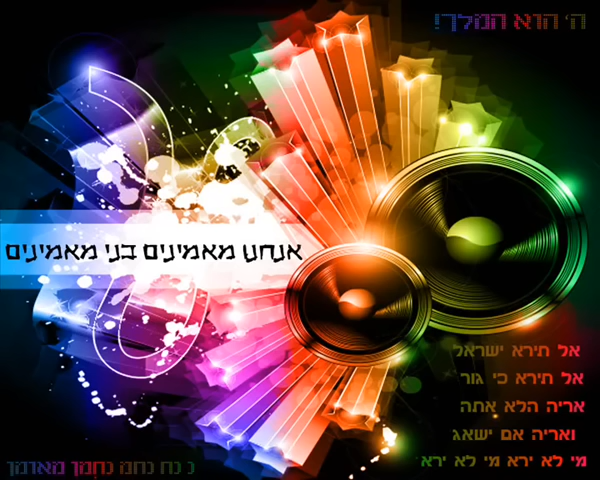 ה' הוא המלך!
אנחנו מאמינים בני מאמינים
אל תירא ישראל
אל תירא כי גור
אריה הלא אתה
ואריה אם ישאג
מי לא ירא מי לא ירא
נ נח נחמ נחמן מאומן